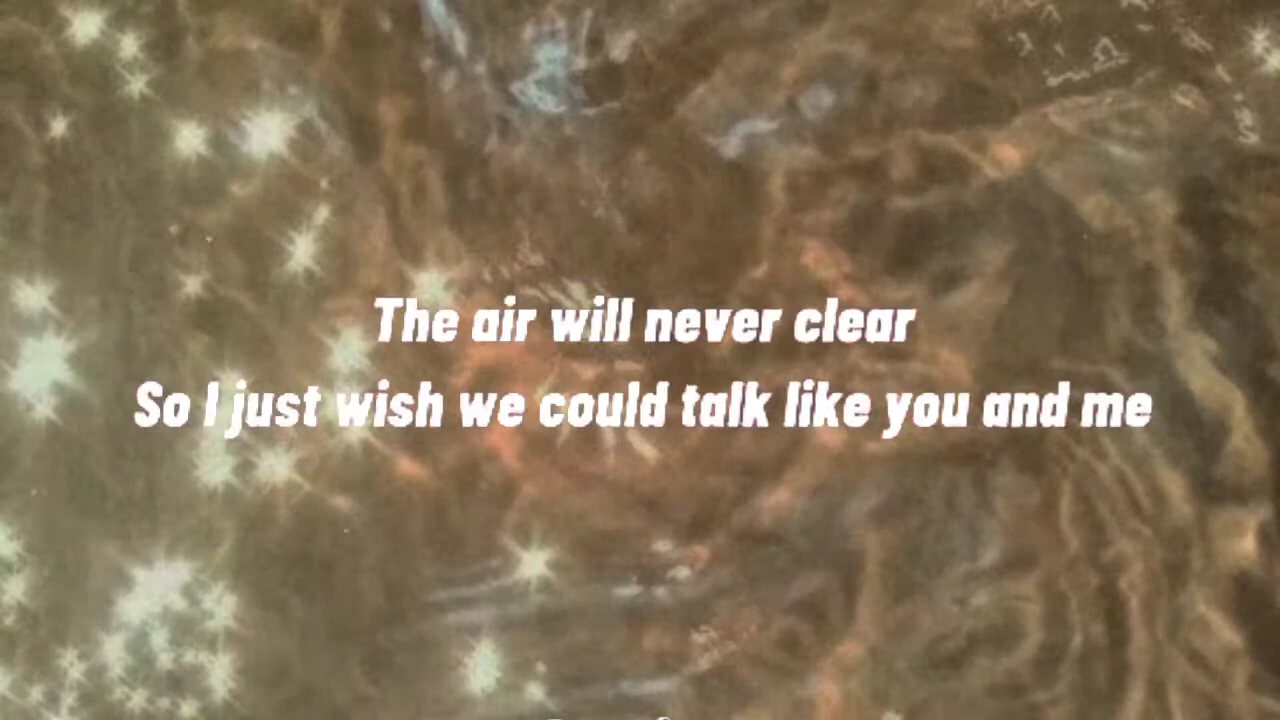 The air will never clear
So I just wish we could talk like you and me